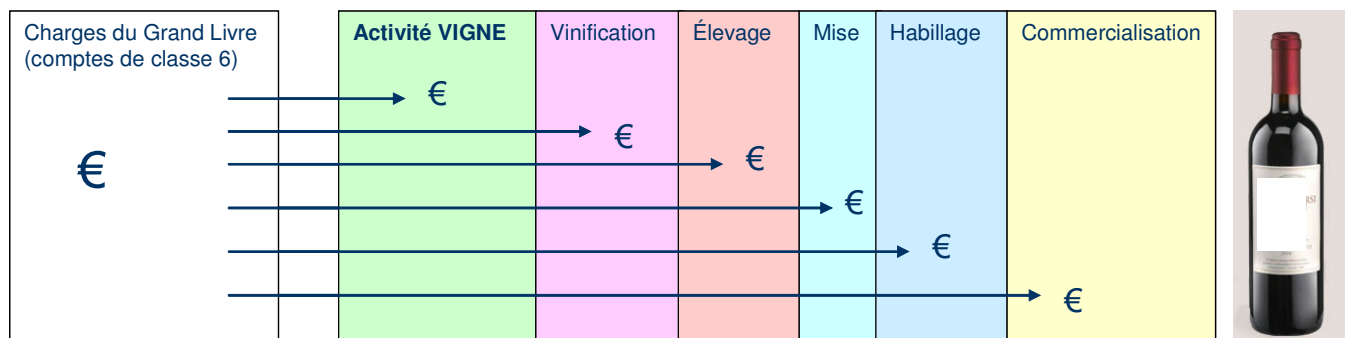 Charges du Grand Livre
(comptes de classe 6)
Activité VIGNE
Vinification
Élevage
Mise
Habillage
Commercialisation
€
€
€
€
€
€
€